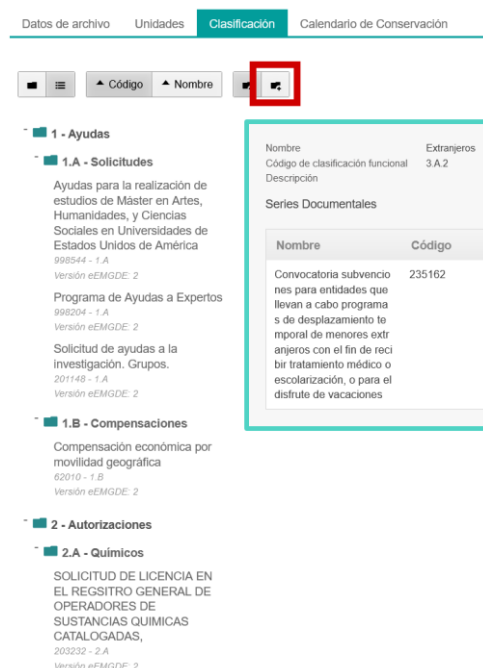 Datos de archivo Unidades Clasificación Calendario de Conservación
Código Nombre
1 - Ayudas
1.A - Solicitudes
Ayudas para la realización de
estudios de Máster en Artes,
Humanidades, y Ciencias
Sociales en Universidades de
Estados Unidos de América
998544 - 1.A
Versión eEMGDE: 2
Programa de Ayudas a Expertos
998204 - 1.A
Versión eEMGDE: 2
Solicitud de ayudas a la
investigación. Grupos.
201148 - 1.A
Versión eEMGDE: 2
1.B - Compensaciones
Compensación económica por
movilidad geográfica
62010 - 1.B
Versión eEMGDE: 2
2 - Autorizaciones
2.A - Químicos
SOLICITUD DE LICENCIA EN
EL REGSITRO GENERAL DE
OPERADORES DE
SUSTANCIAS QUIMICAS
CATALOGADAS,
203232 - 2.A
Versión eEMGDE: 2
Nombre Extranjeros
Código de clasificación funcional 3.A.2
Descripción
Series Documentales
Nombre Código
Convocatoria subvencio 235162
nes para entidades que
llevan a cabo programa
s de desplazamiento te
mporal de menores extr
anjeros con el fin de reci
bir tratamiento médico o
escolarización, o para el
disfrute de vacaciones